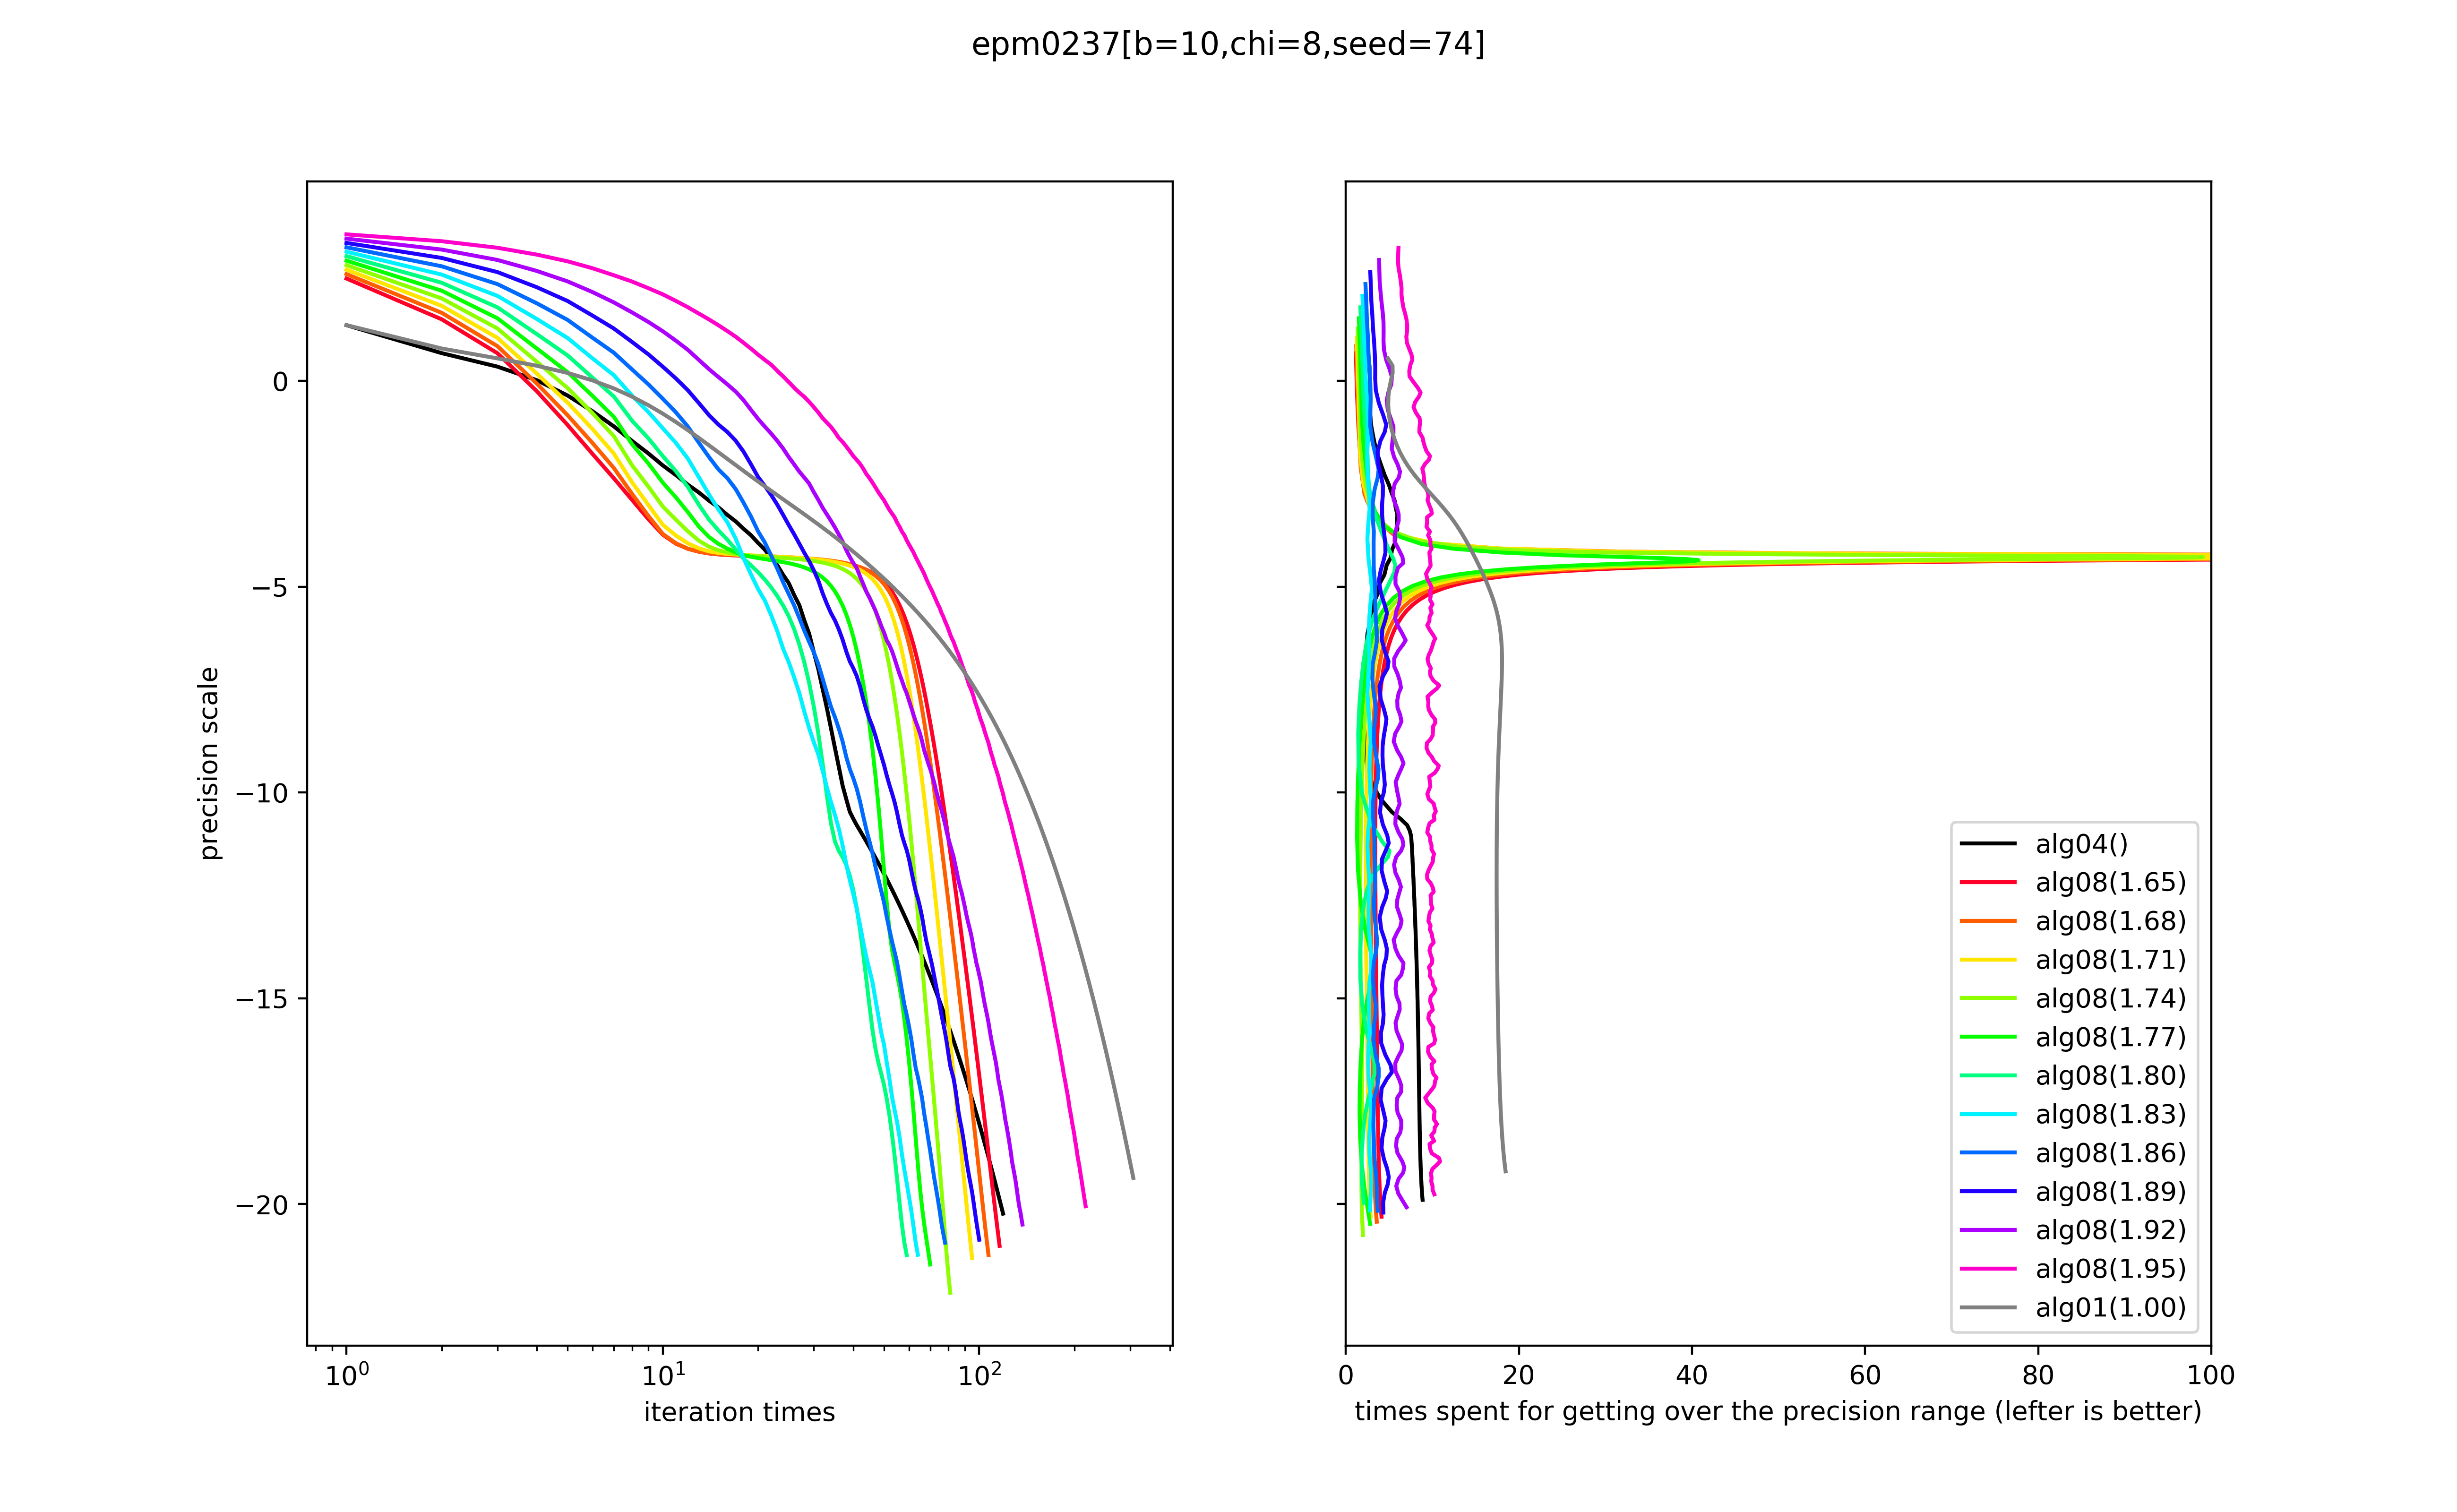 epm0237[b=10,chi=8,seed=74]
precision scale
0
−5
−10
−15
−20
10⁰
10¹
10²
iteration times
0
20
40
60
80
100
times spent for getting over the precision range (lefter is better)
alg04()
alg08(1.65)
alg08(1.68)
alg08(1.71)
alg08(1.74)
alg08(1.77)
alg08(1.80)
alg08(1.83)
alg08(1.86)
alg08(1.89)
alg08(1.92)
alg08(1.95)
alg01(1.00)